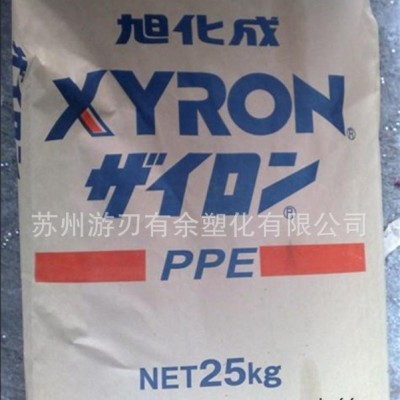 旭化成
XYRON®
ザイロン®
苏州游刃有余塑化有限公司
PPE
NET25kg